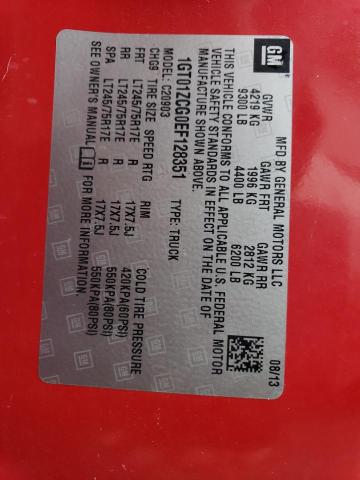 GM
MFD BY GENERAL MOTORS LLC
08/13
GVWR GAWR FRT GAWR RR
4219 KG 1996 KG 2812 KG
9300 LB 4400 LB 6200 LB
THIS VEHICLE CONFORMS TO ALL APPLICABLE U.S. FEDERAL MOTOR
VEHICLE SAFETY STANDARDS IN EFFECT ON THE DATE OF
MANUFACTURE SHOWN ABOVE.
1GT01ZCG0EF128351 TYPE: TRUCK
MODEL: C20903
CHG9 TIRE SIZE SPEED RTG RIM COLD TIRE PRESSURE
FRT LT245/75R17E R 17X7.5J 420KPA(60PSI)
RR LT245/75R17E R 17X7.5J 550KPA(80PSI)
SPA LT245/75R17E R 17X7.5J 550KPA(80PSI)
SEE OWNER'S MANUAL FOR MORE INFORMATION.